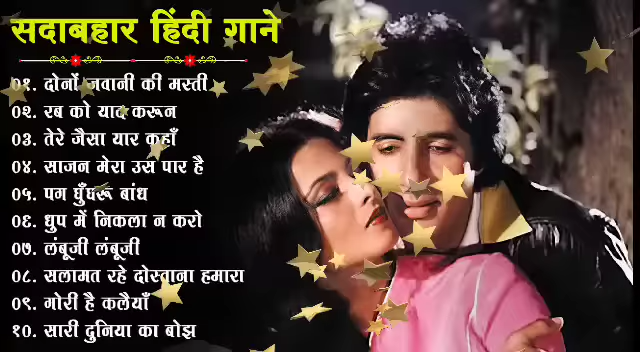 सदाबहार हिंदी गाने
०१. दोनों जवानी की मस्ती
०२. रब को याद करून
०३. तेरे जैसा यार कहाँ
०४. साजन मेरा उस पार है
०५. पग घुँघरू बांध
०६. धुप में निकला न करो
०७. लंबूजी लंबूजी
०८. सलामत रहे दोस्ताना हमारा
०९. गोरी है कलैयाँ
१०. सारी दुनिया का बोझ